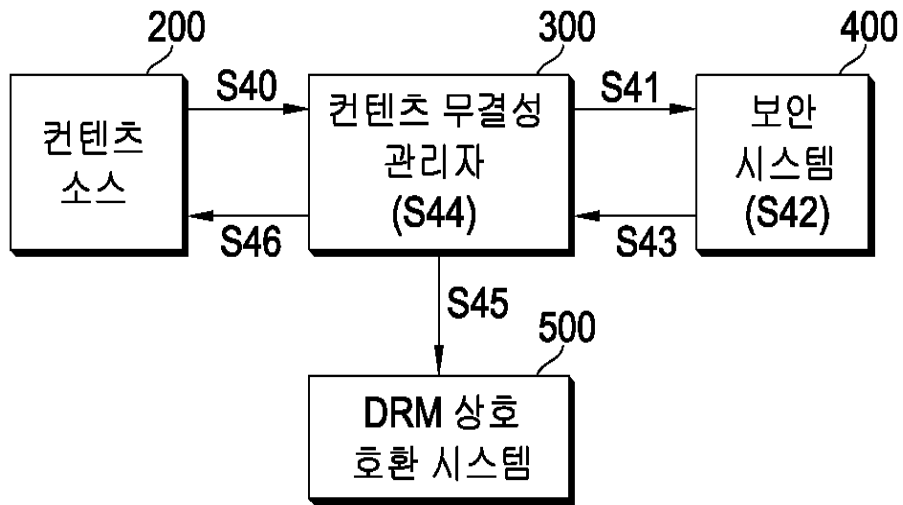 200
300
400
컨텐츠
소스
S40
컨텐츠 무결성
관리자
(S44)
S41
보안
시스템
(S42)
S46
S43
S45
500
DRM 상호
호환 시스템